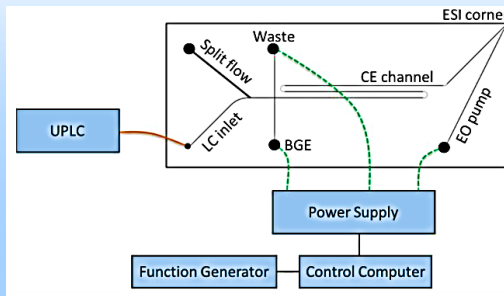 ESI corne
Waste
Split flow
CE channel
UPLC
LC inlet
BGE
EO pump
Power Supply
Function Generator
Control Computer